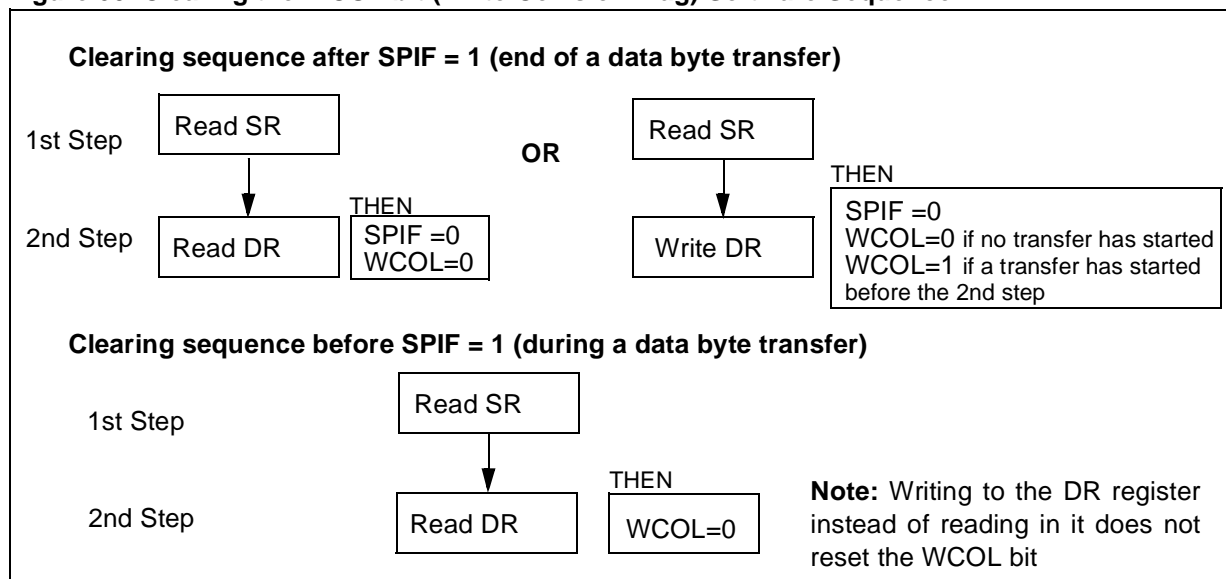 Clearing sequence after SPIF = 1 (end of a data byte transfer)
1st Step
Read SR
OR
Read SR
THEN
2nd Step
Read DR
THEN
SPIF =0
WCOL=0
Write DR
SPIF =0
WCOL=0 if no transfer has started
WCOL=1 if a transfer has started
before the 2nd step
Clearing sequence before SPIF = 1 (during a data byte transfer)
1st Step
Read SR
2nd Step
Read DR
THEN
WCOL=0
Note: Writing to the DR register
instead of reading in it does not
reset the WCOL bit